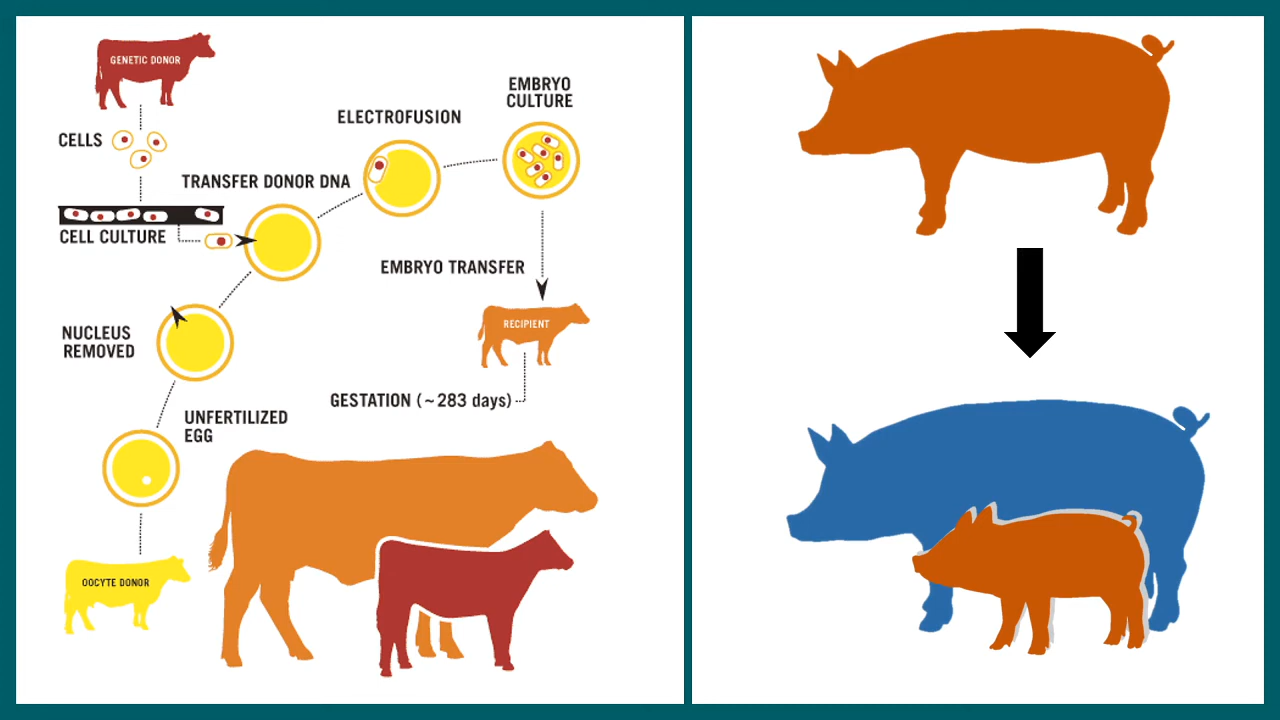 GENETIC DONOR
CELLS
CELL CULTURE
TRANSFER DONOR DNA
ELECTROFUSION
EMBRYO
CULTURE
EMBRYO TRANSFER
RECIPIENT
GESTATION (~283 days)
NUCLEUS
REMOVED
UNFERTILIZED
EGG
OOCYTE DONOR